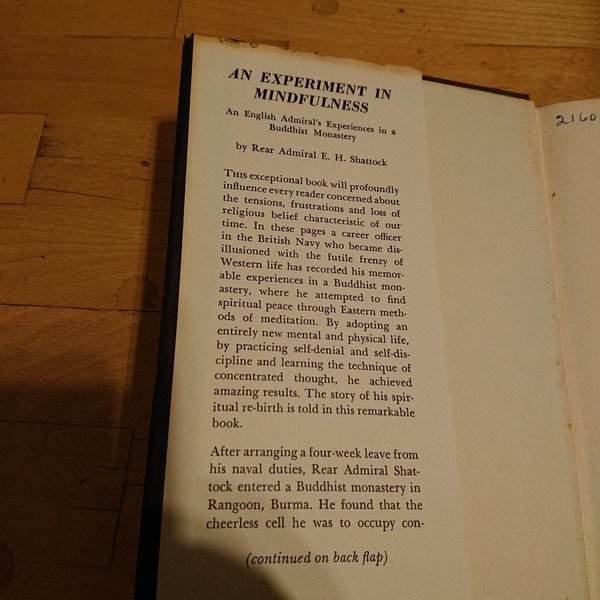 AN EXPERIMENT IN
MINDFULNESS
An English Admiral's Experiences in a
Buddhist Monastery
by Rear Admiral E. H. Shattock
THIS exceptional book will profoundly
influence every reader concerned about
the tensions, frustrations and loss of
religious belief characteristic of our
time. In these pages a career officer
in the British Navy who became dis-
illusioned with the futile frenzy of
Western life has recorded his memor-
able experiences in a Buddhist mon-
astery, where he attempted to find
spiritual peace through Eastern meth-
ods of meditation. By adopting an
entirely new mental and physical life,
by practicing self-denial and self-dis-
cipline and learning the technique of
concentrated thought, he achieved
amazing results. The story of his spir-
itual re-birth is told in this remarkable
book.
After arranging a four-week leave from
his naval duties, Rear Admiral Shat-
tock entered a Buddhist monastery in
Rangoon, Burma. He found that the
cheerless cell he was to occupy con-
(continued on back flap)
2160